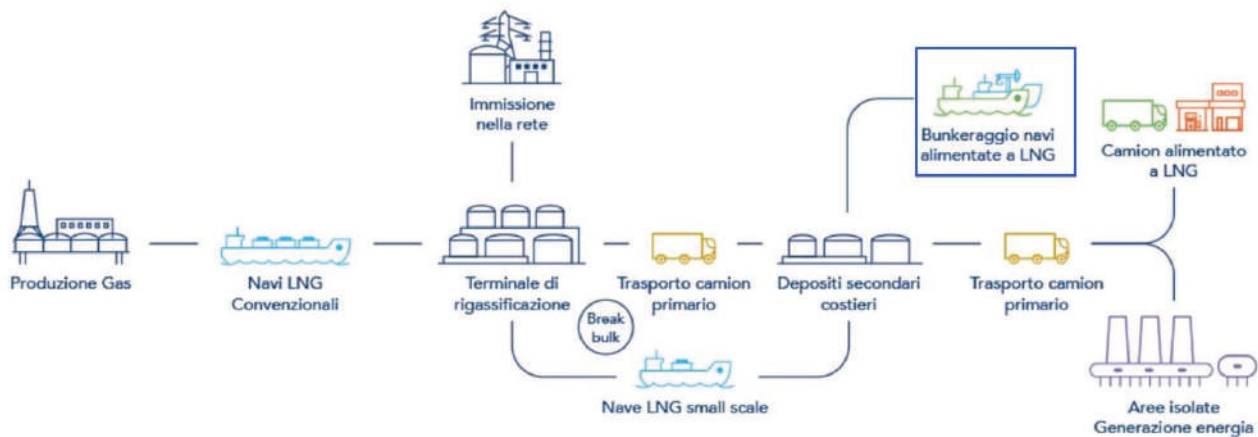 Immissione
nella rete
Bunkeraggio navi
alimentate a LNG
Camion alimentato
a LNG
Produzione Gas
Navi LNG
Convenzionali
Terminale di
rigassificazione
Trasporto camion
primario
Depositi secondari
costieri
Trasporto camion
primario
Break
bulk
Nave LNG small scale
Aree isolate
Generazione energia